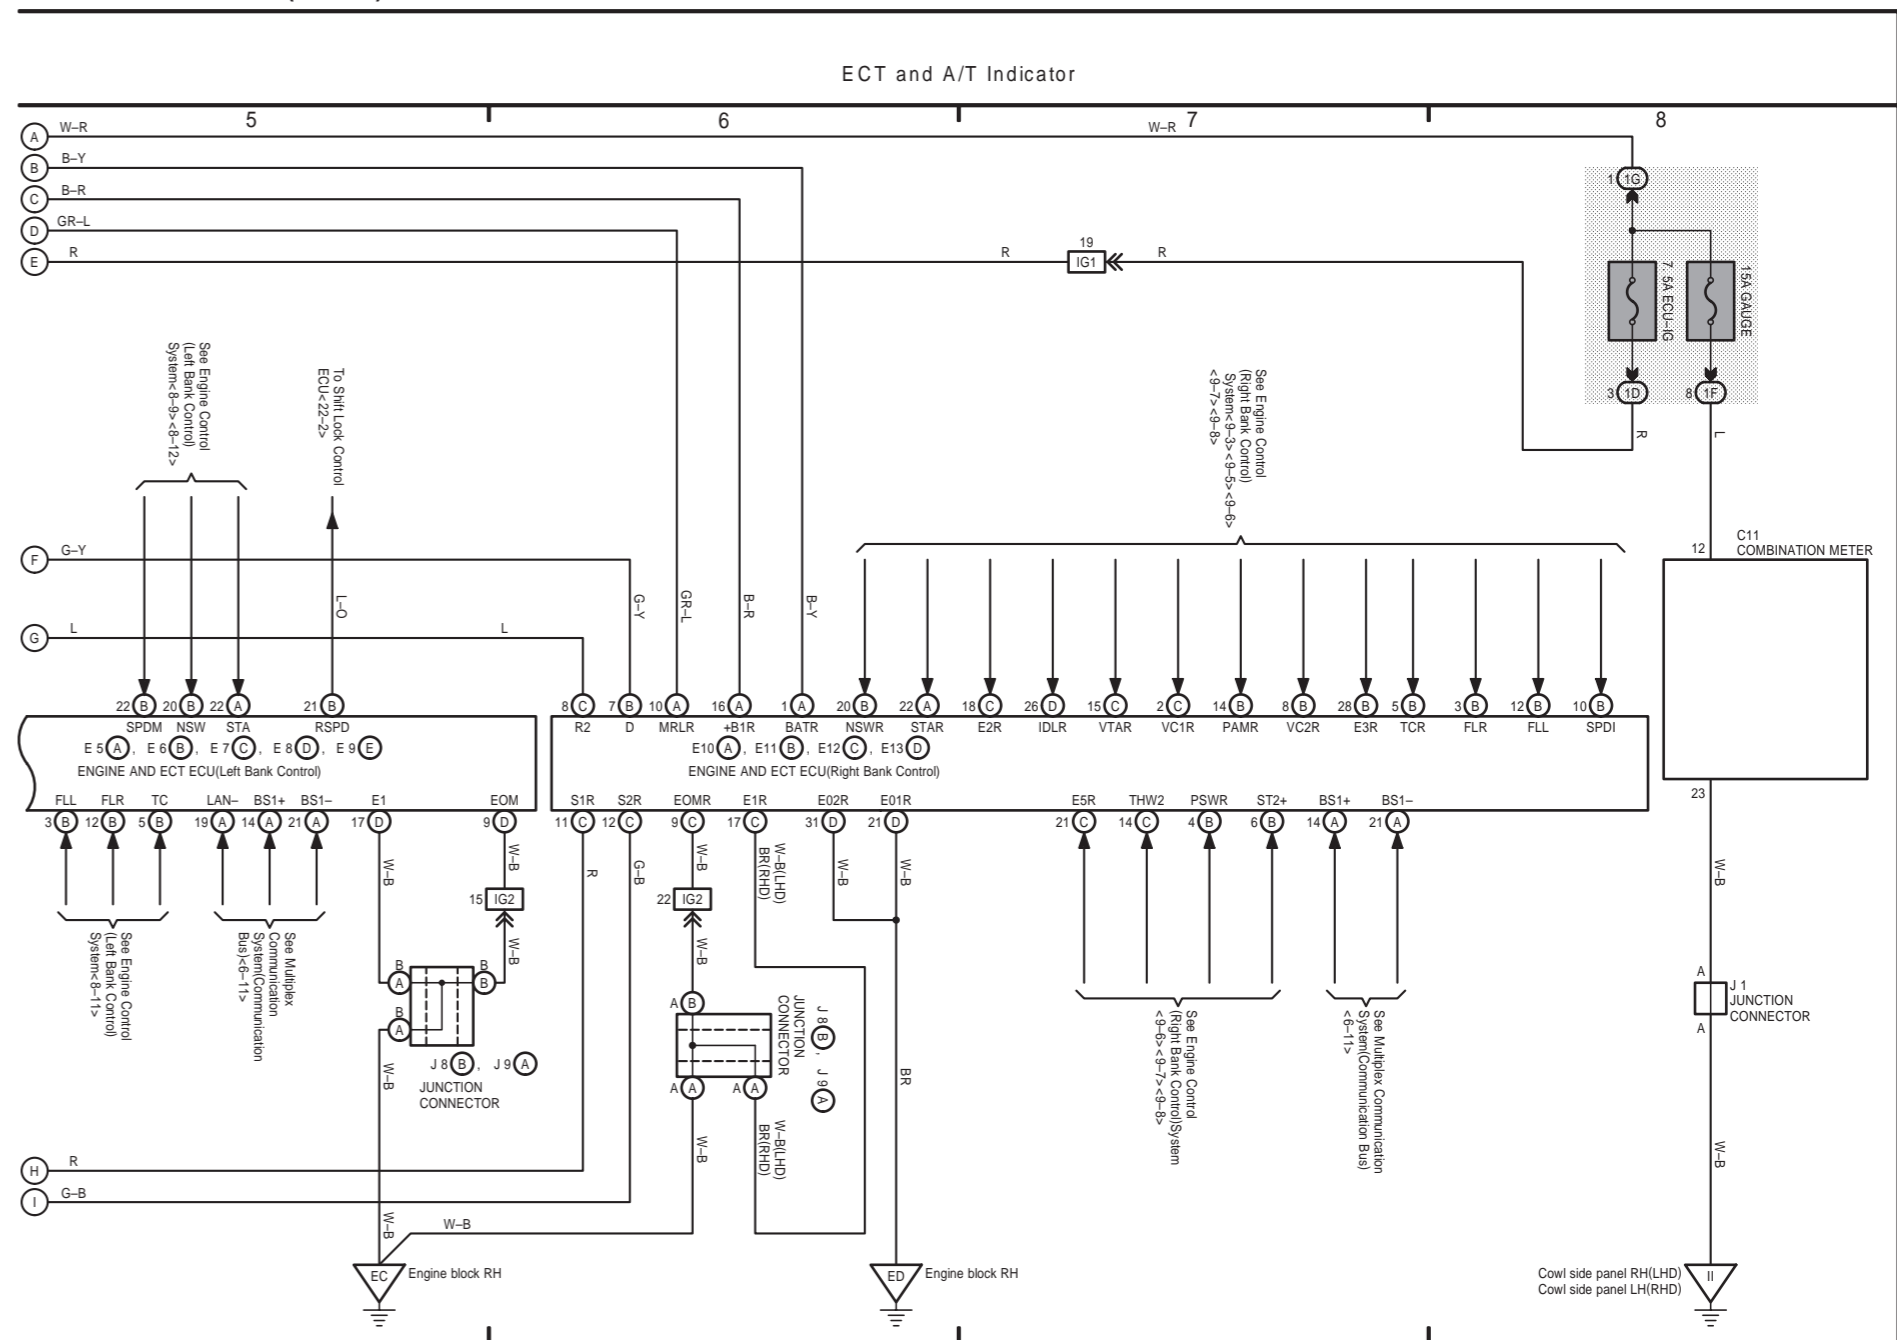 ECT and A/T Indicator
5 6 7 8
A W–R W–R
B B–Y
C B–R
D GR–L
E R R 19 IG1 R
1 1G
7. 5A ECU–IG
15A GAUGE
3 1D 8 1F
R L
See Engine Control
(Left Bank Control)
System<8–9><8–12>
To Shift Lock Control
ECU<22–2>
See Engine Control
(Right Bank Control)
System<9–3><9–5><9–6>
<9–7><9–8>
F G–Y
L–O G–Y GR–L B–R B–Y
G L L
12 C11
COMBINATION METER
22 B 20 B 22 A 21 B 8 C 7 B 10 A 16 A 1 A 20 B 22 A 18 C 26 D 15 C 2 C 14 B 8 B 28 B 5 B 3 B 12 B 10 B
SPDM NSW STA RSPD R2 D MRLR +B1R BATR NSWR STAR E2R IDLR VTAR VC1R PAMR VC2R E3R TCR FLR FLL SPDI
E 5 A , E 6 B , E 7 C , E 8 D , E 9 E
ENGINE AND ECT ECU(Left Bank Control)
E10 A , E11 B , E12 C , E13 D
ENGINE AND ECT ECU(Right Bank Control)
FLL FLR TC LAN– BS1+ BS1– E1 EOM S1R S2R EOMR E1R E02R E01R E5R THW2 PSWR ST2+ BS1+ BS1–
3 B 12 B 5 B 19 A 14 A 21 A 17 D 9 D 11 C 12 C 9 C 17 C 31 D 21 D 21 C 14 C 4 B 6 B 14 A 21 A
23
W–B W–B R G–B W–B W–B(LHD)
BR(RHD)
W–B W–B W–B
15 IG2 22 IG2
W–B W–B
See Engine Control
(Left Bank Control)
System<8–11>
See Multiplex
Communication
System(Communication
Bus)<6–11>
B A B B
B A
J 8 B , J 9 A
JUNCTION
CONNECTOR
A B
A A A A
J 8 B , J 9 A
JUNCTION
CONNECTOR
See Engine Control
(Right Bank Control)System
<9–6><9–7><9–8>
See Multiplex Communication
System(Communication Bus)
<6–11>
A
J 1
JUNCTION
CONNECTOR
A
W–B BR
W–B W–B(LHD)
BR(RHD)
W–B
H R
I G–B
W–B W–B
EC Engine block RH
ED Engine block RH
Cowl side panel RH(LHD)
Cowl side panel LH(RHD)
II